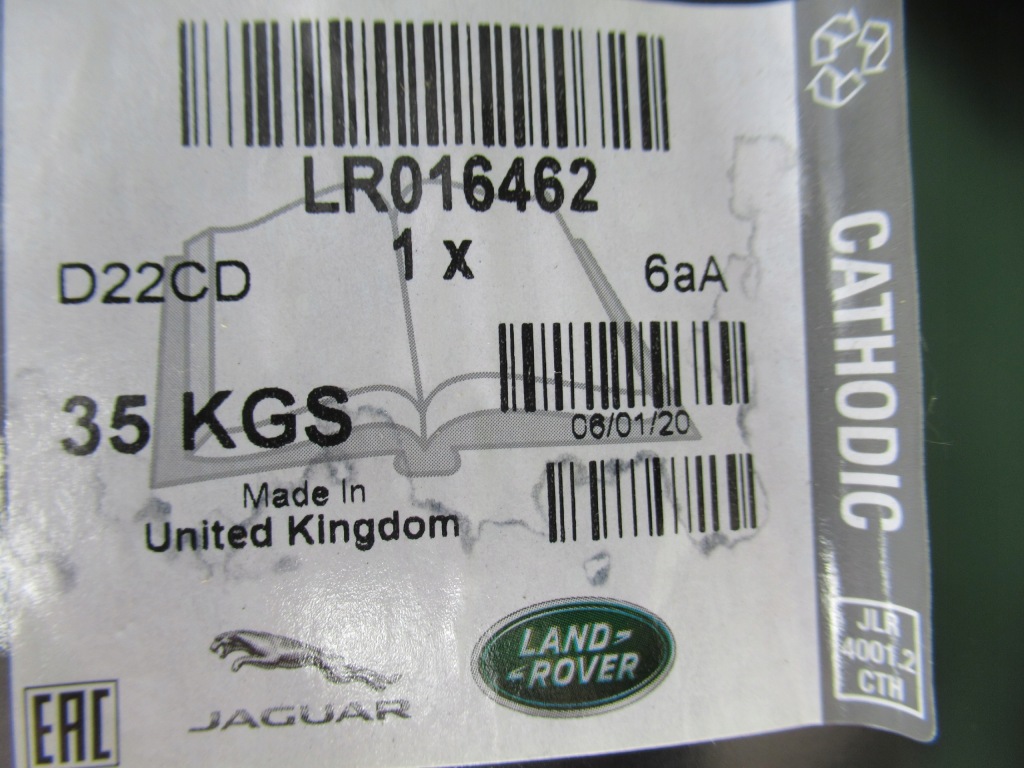 LR016462
1 x
D22CD
6aA
35 KGS
06/01/20
Made In
United Kingdom
JAGUAR
LAND-
-ROVER
EAC
CATHODIC
JLR
4001.2
CTH